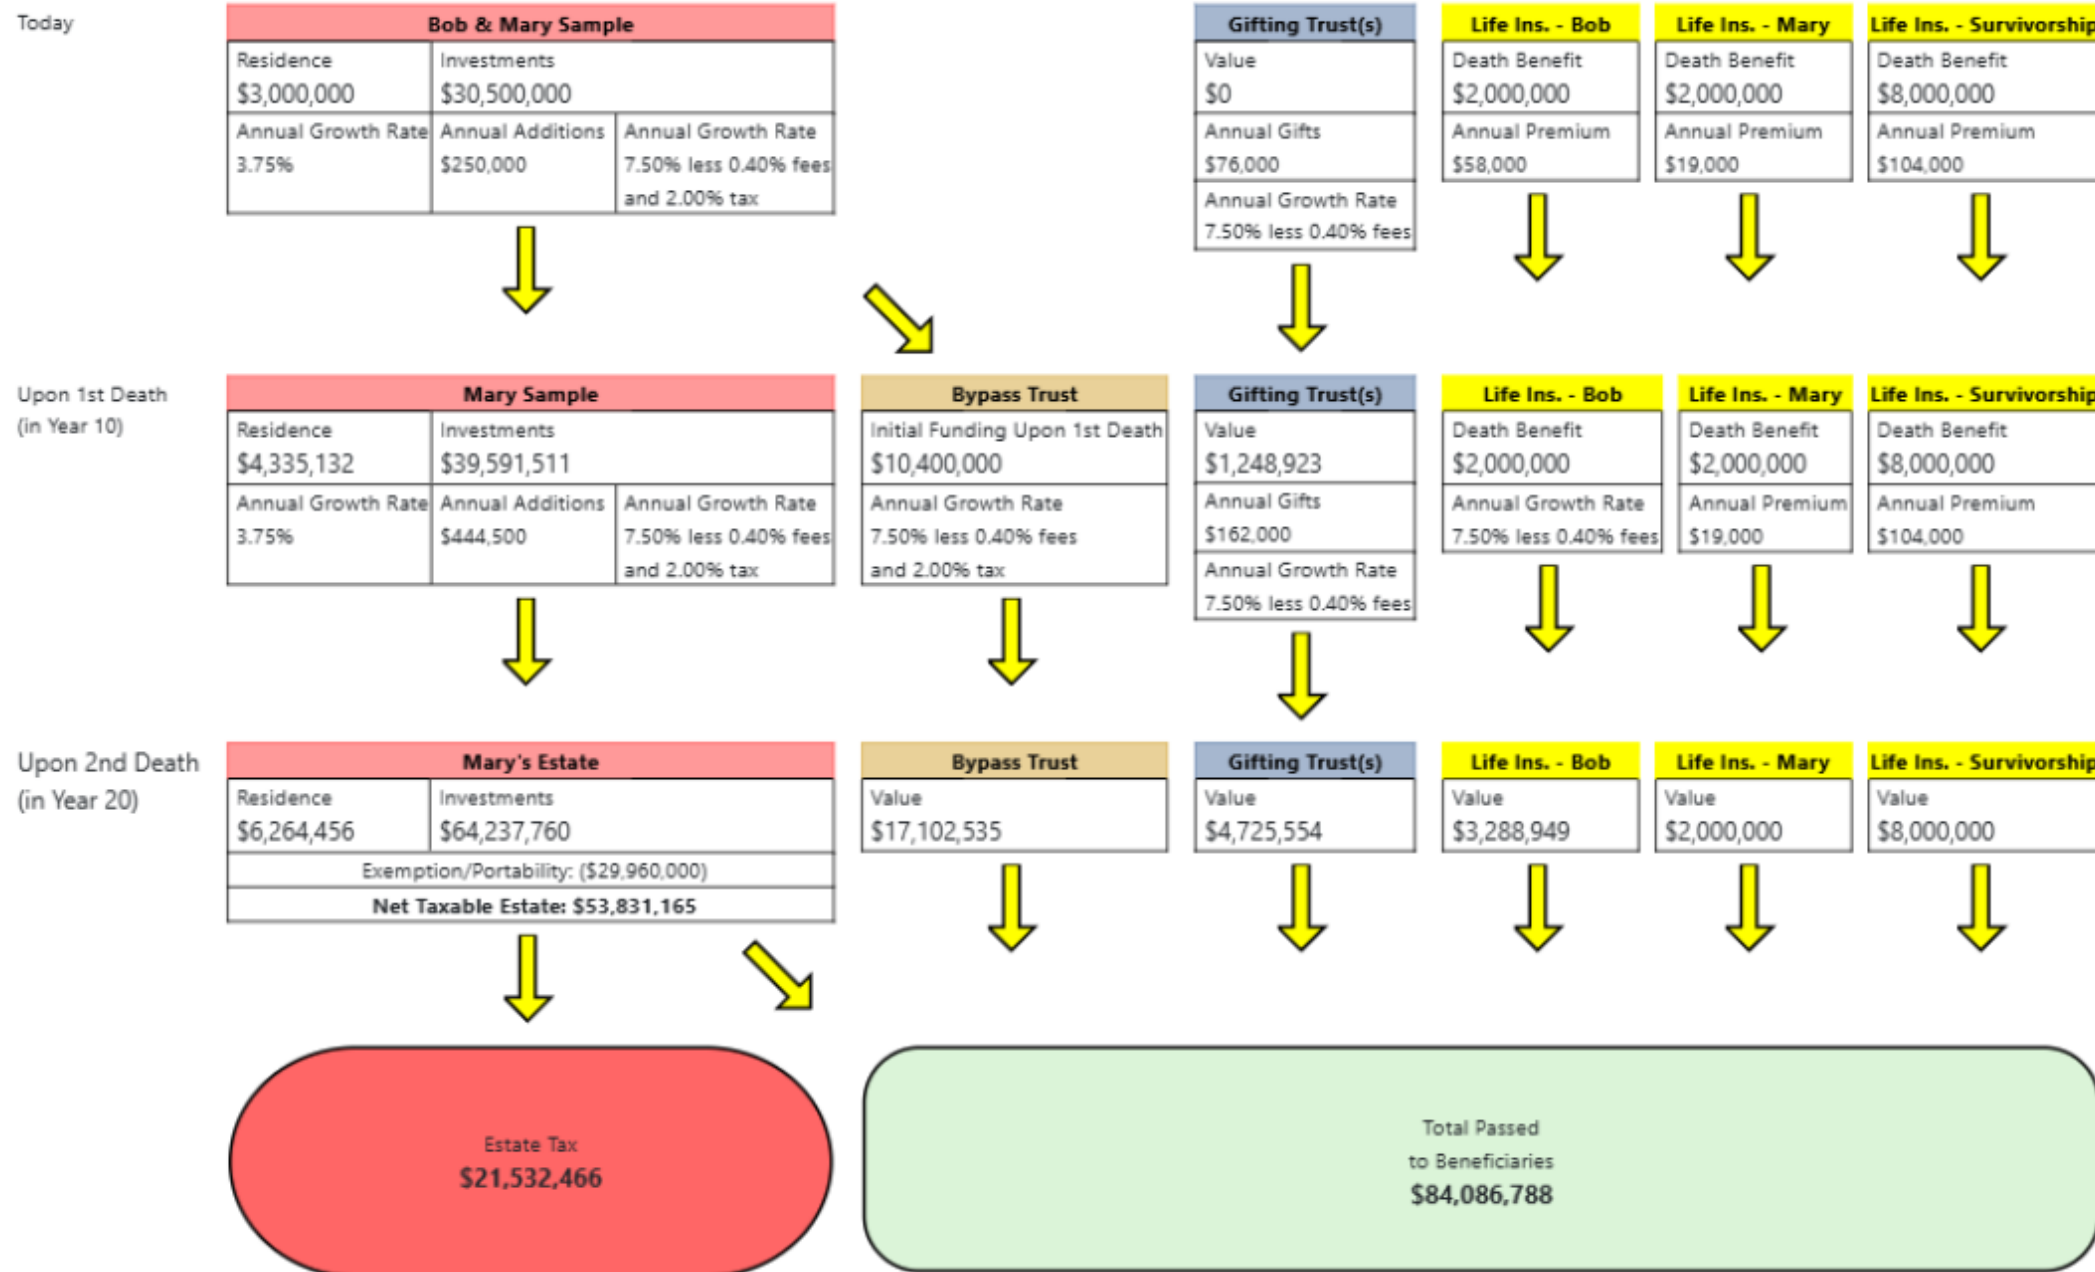 Today
Bob & Mary Sample
Residence
$3,000,000
Investments
$30,500,000
Annual Growth Rate
3.75%
Annual Additions
$250,000
Annual Growth Rate
7.50% less 0.40% fees
and 2.00% tax
Gifting Trust(s)
Value
$0
Annual Gifts
$76,000
Annual Growth Rate
7.50% less 0.40% fees
Life Ins. - Bob
Death Benefit
$2,000,000
Annual Premium
$58,000
Life Ins. - Mary
Death Benefit
$2,000,000
Annual Premium
$19,000
Life Ins. - Survivorship
Death Benefit
$8,000,000
Annual Premium
$104,000
Upon 1st Death
(in Year 10)
Mary Sample
Residence
$4,335,132
Investments
$39,591,511
Annual Growth Rate
3.75%
Annual Additions
$444,500
Annual Growth Rate
7.50% less 0.40% fees
and 2.00% tax
Bypass Trust
Initial Funding Upon 1st Death
$10,400,000
Annual Growth Rate
7.50% less 0.40% fees
and 2.00% tax
Gifting Trust(s)
Value
$1,248,923
Annual Gifts
$162,000
Annual Growth Rate
7.50% less 0.40% fees
Life Ins. - Bob
Death Benefit
$2,000,000
Annual Growth Rate
7.50% less 0.40% fees
Life Ins. - Mary
Death Benefit
$2,000,000
Annual Premium
$19,000
Life Ins. - Survivorship
Death Benefit
$8,000,000
Annual Premium
$104,000
Upon 2nd Death
(in Year 20)
Mary's Estate
Residence
$6,264,456
Investments
$64,237,760
Exemption/Portability: ($29,960,000)
Net Taxable Estate: $53,831,165
Bypass Trust
Value
$17,102,535
Gifting Trust(s)
Value
$4,725,554
Life Ins. - Bob
Value
$3,288,949
Life Ins. - Mary
Value
$2,000,000
Life Ins. - Survivorship
Value
$8,000,000
Estate Tax
$21,532,466
Total Passed
to Beneficiaries
$84,086,788